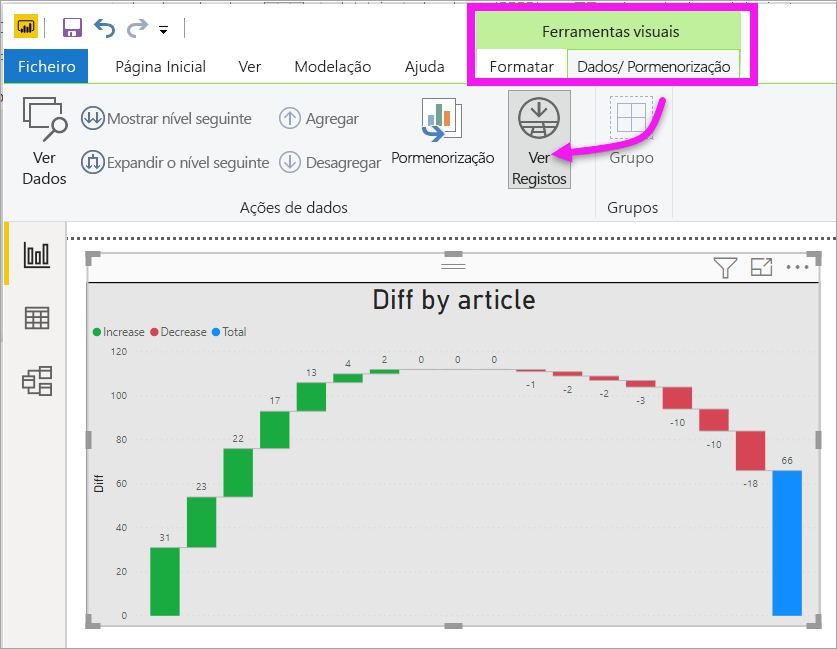 Ferramentas visuais
Ficheiro Página Inicial Ver Modelação Ajuda Formatar Dados/ Pormenorização
Mostrar nível seguinte Agregar
Ver
Dados
Expandir o nível seguinte Desagregar
Pormenorização
Ver
Registos
Grupo
Ações de dados
Grupos
Diff by article
Increase Decrease Total
120
100
80
60
40
20
0
Diff
31
23
22
17
13
4
2
0
0
0
-1
-2
-2
-3
-10
-10
-18
66